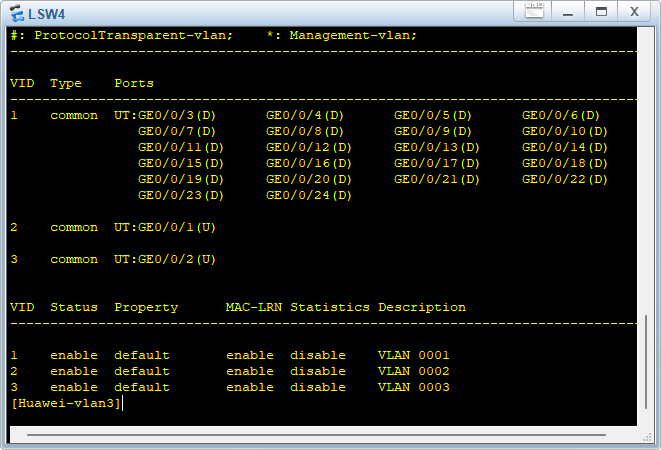 LSW4
X
#: ProtocolTransparent-vlan;    *: Management-vlan;
--------------------------------------------------------------------------------
VID  Type    Ports
--------------------------------------------------------------------------------
1    common  UT:GE0/0/3(D)      GE0/0/4(D)      GE0/0/5(D)      GE0/0/6(D)
GE0/0/7(D)      GE0/0/8(D)      GE0/0/9(D)      GE0/0/10(D)
GE0/0/11(D)     GE0/0/12(D)     GE0/0/13(D)     GE0/0/14(D)
GE0/0/15(D)     GE0/0/16(D)     GE0/0/17(D)     GE0/0/18(D)
GE0/0/19(D)     GE0/0/20(D)     GE0/0/21(D)     GE0/0/22(D)
GE0/0/23(D)     GE0/0/24(D)
2    common  UT:GE0/0/1(U)
3    common  UT:GE0/0/2(U)
VID  Status  Property      MAC-LRN Statistics Description
--------------------------------------------------------------------------------
1    enable  default       enable  disable    VLAN 0001
2    enable  default       enable  disable    VLAN 0002
3    enable  default       enable  disable    VLAN 0003
[Huawei-vlan3]